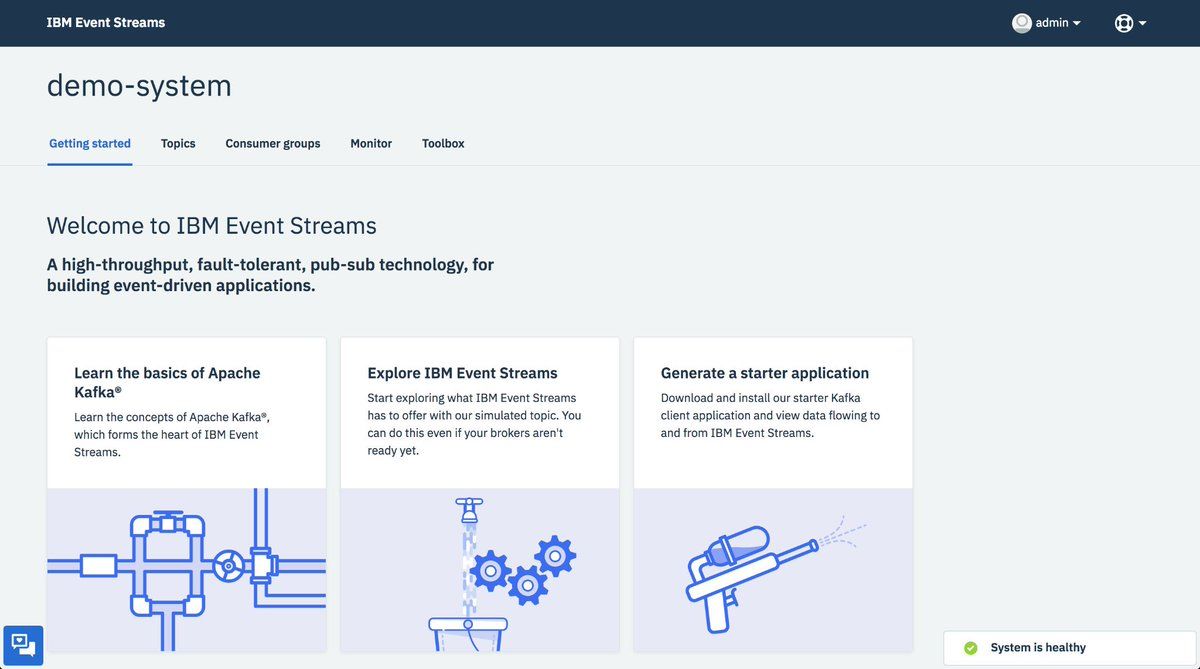 IBM Event Streams
admin
demo-system
Getting started Topics Consumer groups Monitor Toolbox
Welcome to IBM Event Streams
A high-throughput, fault-tolerant, pub-sub technology, for
building event-driven applications.
Learn the basics of Apache
Kafka®
Learn the concepts of Apache Kafka®,
which forms the heart of IBM Event
Streams.
Explore IBM Event Streams
Start exploring what IBM Event Streams
has to offer with our simulated topic. You
can do this even if your brokers aren't
ready yet.
Generate a starter application
Download and install our starter Kafka
client application and view data flowing to
and from IBM Event Streams.
System is healthy